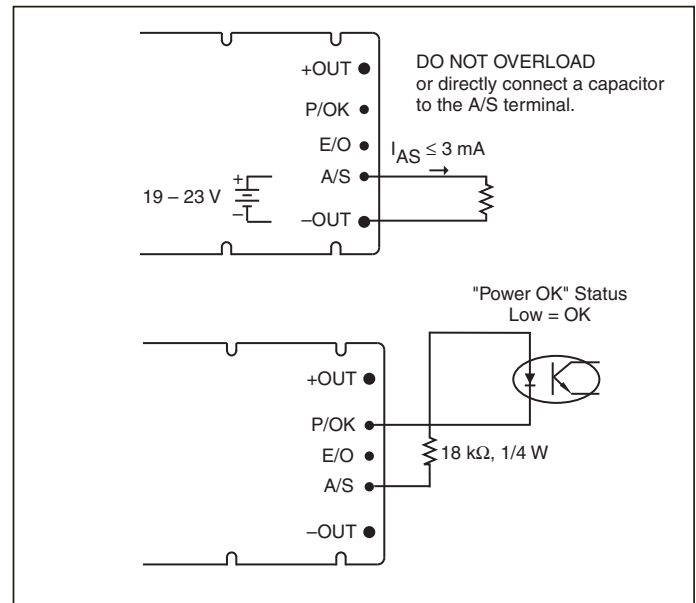 +OUT
P/OK
E/O
A/S
–OUT
+
–
19 – 23 V
DO NOT OVERLOAD
or directly connect a capacitor
to the A/S terminal.
I_AS ≤ 3 mA
"Power OK" Status
Low = OK
+OUT
P/OK
E/O
A/S
–OUT
18 kΩ, 1/4 W